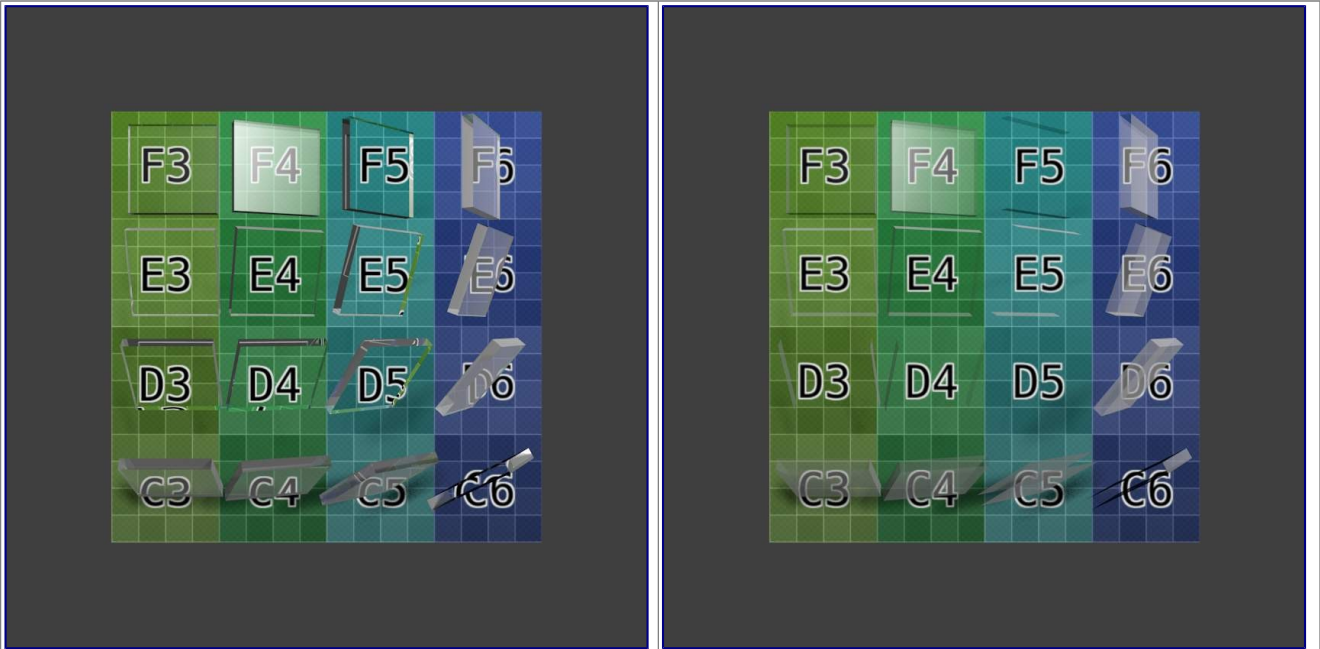 F3 F4 F5 F6 F3 F4 F5 F6
E3 E4 E5 E6 E3 E4 E5 E6
D3 D4 D5 D6 D3 D4 D5 D6
C3 C4 C5 C6 C3 C4 C5 C6